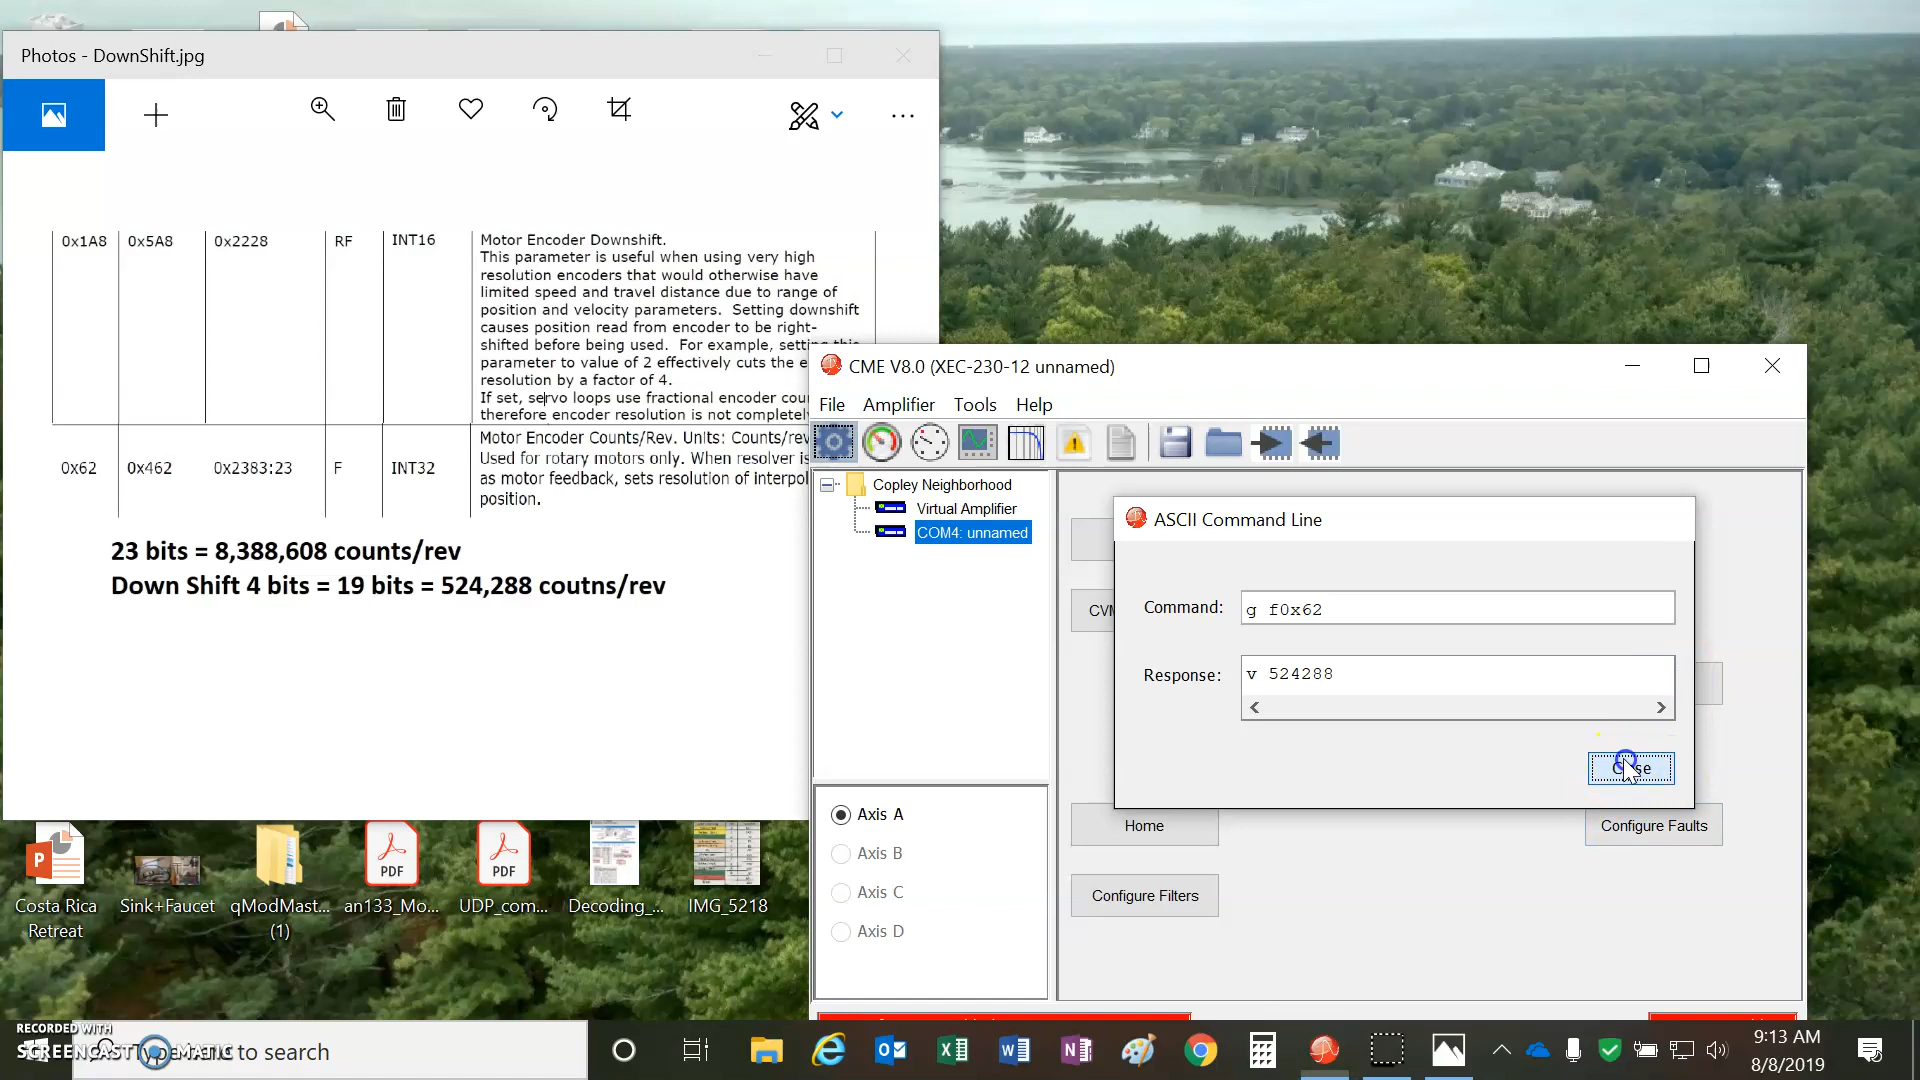 Photos - DownShift.jpg
0x1A8 0x5A8 0x2228 RF INT16 Motor Encoder Downshift.
This parameter is useful when using very high
resolution encoders that would otherwise have
limited speed and travel distance due to range of
position and velocity parameters. Setting downshift
causes position read from encoder to be right-
shifted before being used. For example, setting this
parameter to value of 2 effectively cuts the e
resolution by a factor of 4.
If set, servo loops use fractional encoder cou
therefore encoder resolution is not completely
0x62 0x462 0x2383:23 F INT32 Motor Encoder Counts/Rev. Units: Counts/rev
Used for rotary motors only. When resolver is
as motor feedback, sets resolution of interpol
position.
23 bits = 8,388,608 counts/rev
Down Shift 4 bits = 19 bits = 524,288 coutns/rev
CME V8.0 (XEC-230-12 unnamed)
File Amplifier Tools Help
Copley Neighborhood
Virtual Amplifier
COM4: unnamed
CVM
ASCII Command Line
Command: g f0x62
Response: v 524288
Close
Axis A
Axis B
Axis C
Axis D
Home
Configure Faults
Configure Filters
Costa Rica Retreat
Sink+Faucet
qModMast... (1)
PDF
an133_Mo...
PDF
UDP_com...
Decoding_...
IMG_5218
RECORDED WITH
SCREENCAST MATIC
Type here to search
9:13 AM
8/8/2019